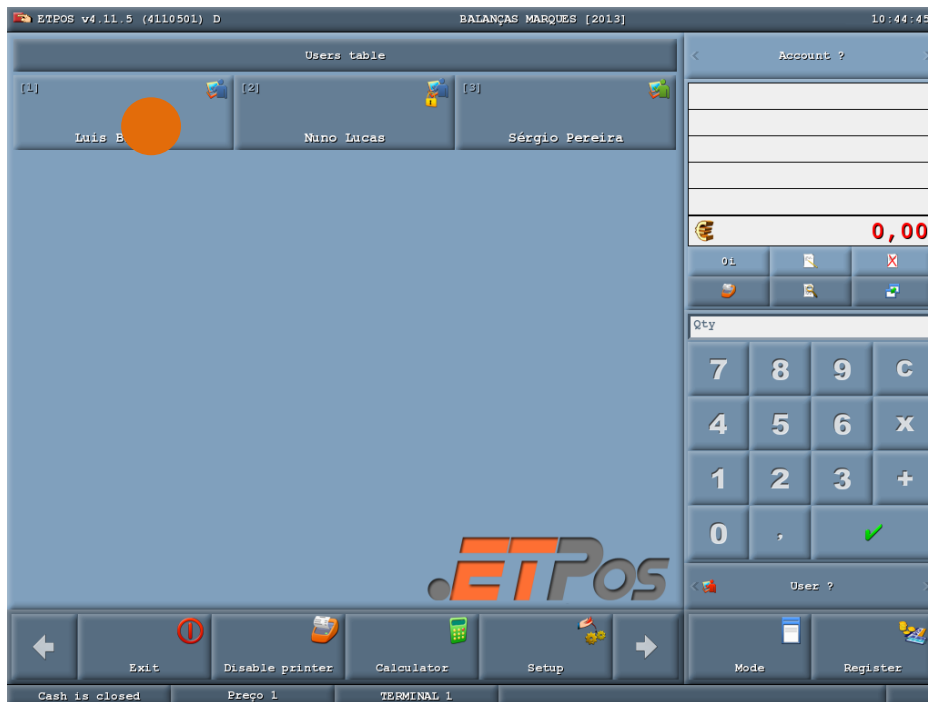 ETPOS v4.11.5 (4110501) D
BALANÇAS MARQUES [2013]
10:44:45
Users table
Account ?
[1]
[2]
[3]
Luis
Nuno Lucas
Sérgio Pereira
0,00
0i
Qty
7 8 9 C
4 5 6 X
1 2 3 +
0 ,
.ETPos
User ?
Exit
Disable printer
Calculator
Setup
Mode
Register
Cash is closed
Preço 1
TERMINAL 1